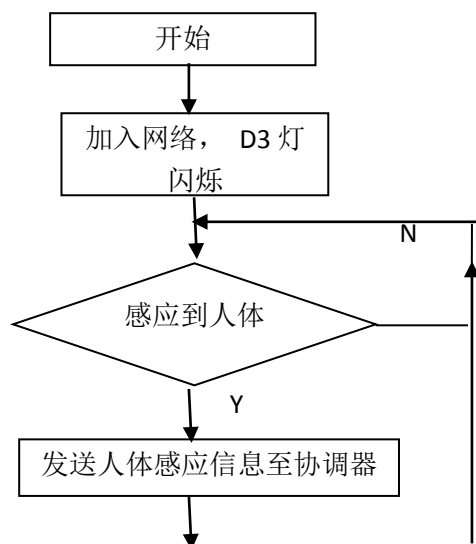 开始
加入网络， D3 灯
闪烁
N
感应到人体
Y
发送人体感应信息至协调器